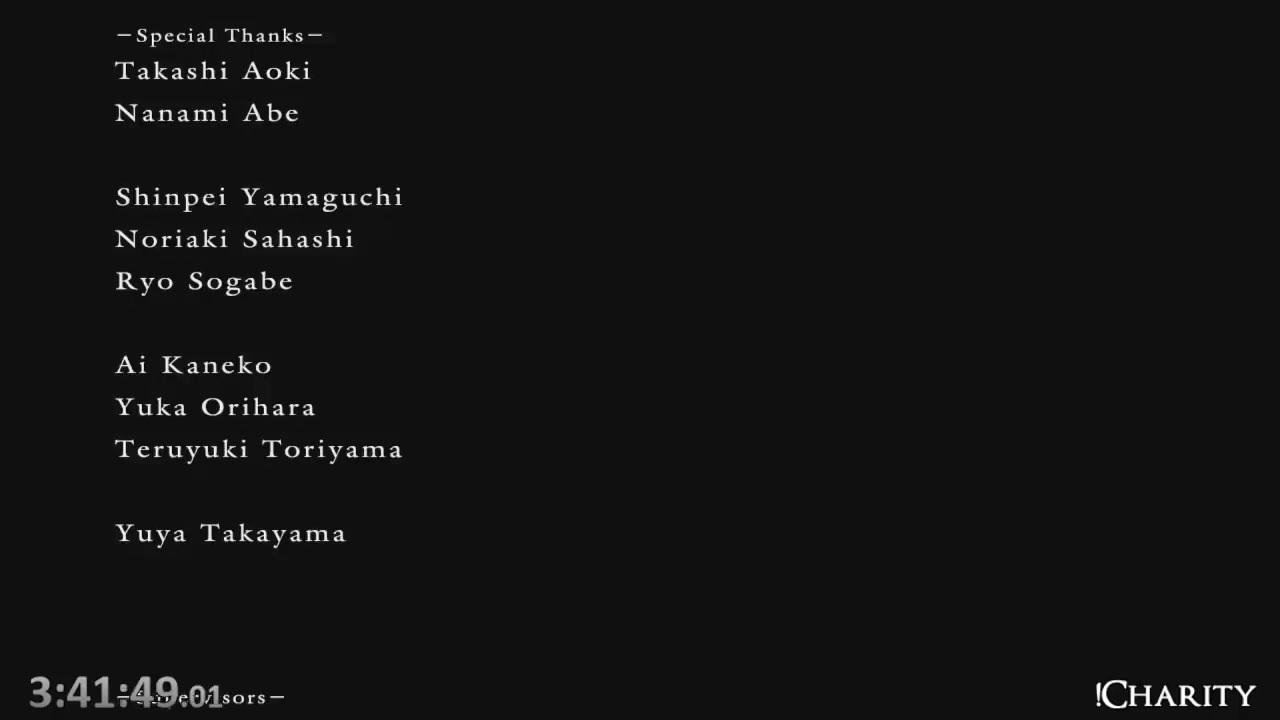 －Special Thanks－
Takashi Aoki
Nanami Abe
Shinpei Yamaguchi
Noriaki Sahashi
Ryo Sogabe
Ai Kaneko
Yuka Orihara
Teruyuki Toriyama
Yuya Takayama
－Supervisors－
3:41:49.01
!CHARITY